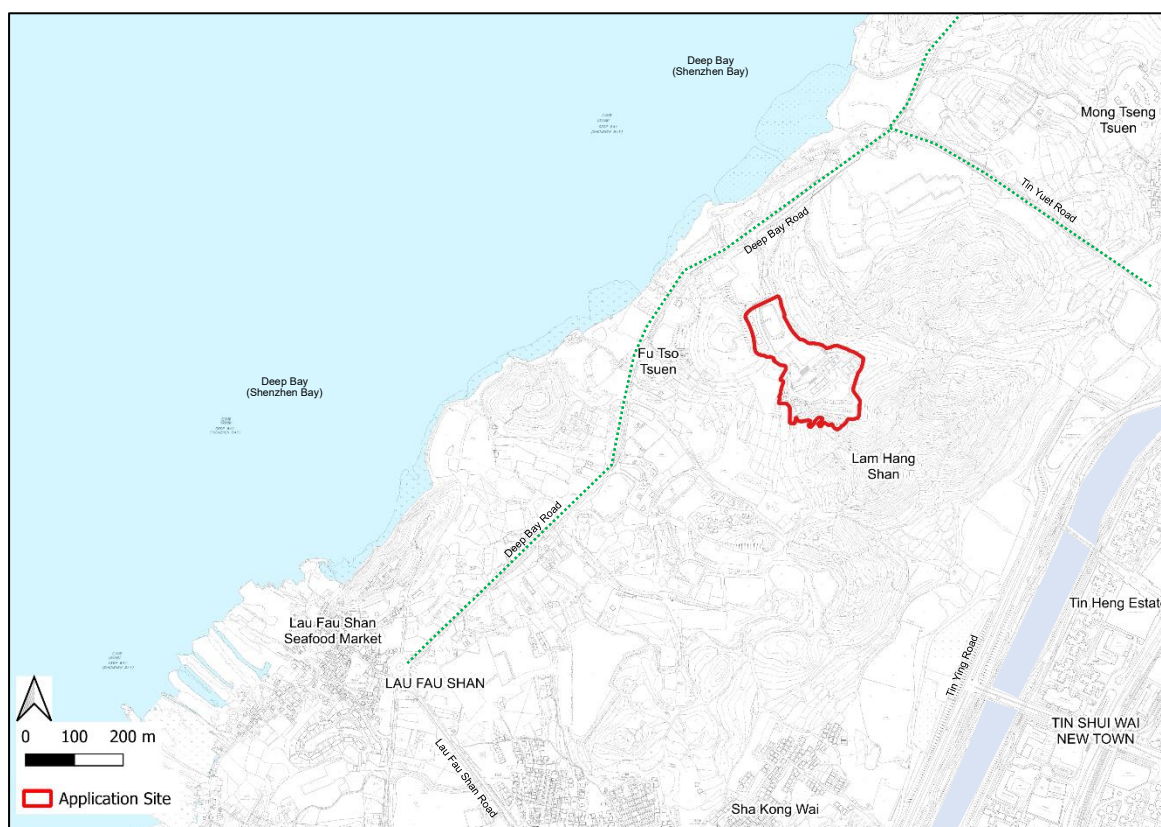 Deep Bay
(Shenzhen Bay)
Mong Tseng
Tsuen
Tin Yuet Road
Deep Bay Road
Fu Tso
Tsuen
Deep Bay
(Shenzhen Bay)
Lam Hang
Shan
Deep Bay Road
Tin Heng Estate
Lau Fau Shan
Seafood Market
Tin Ying Road
LAU FAU SHAN
TIN SHUI WAI
NEW TOWN
0 100 200 m
Lau Fau Shan Road
Application Site
Sha Kong Wai